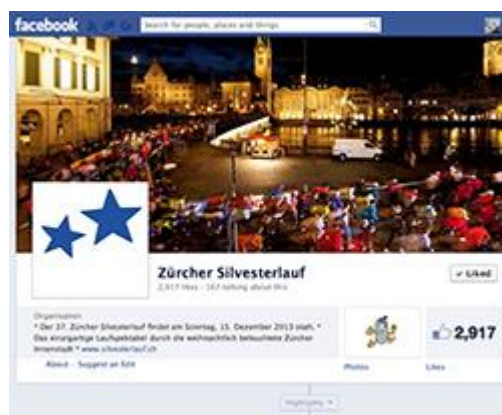 facebook
Search for people, places and things
Zürcher Silvesterlauf
2,917 likes · 167 talking about this
Liked
Organisation
* Der 37. Zürcher Silvesterlauf findet am Sonntag, 15. Dezember 2013 statt. *
Das einzigartige Laufspektakel durch die weihnachtlich beleuchtete Zürcher
Innenstadt * www.silvesterlauf.ch
About · Suggest an Edit
Photos
2,917
Likes
Highlights